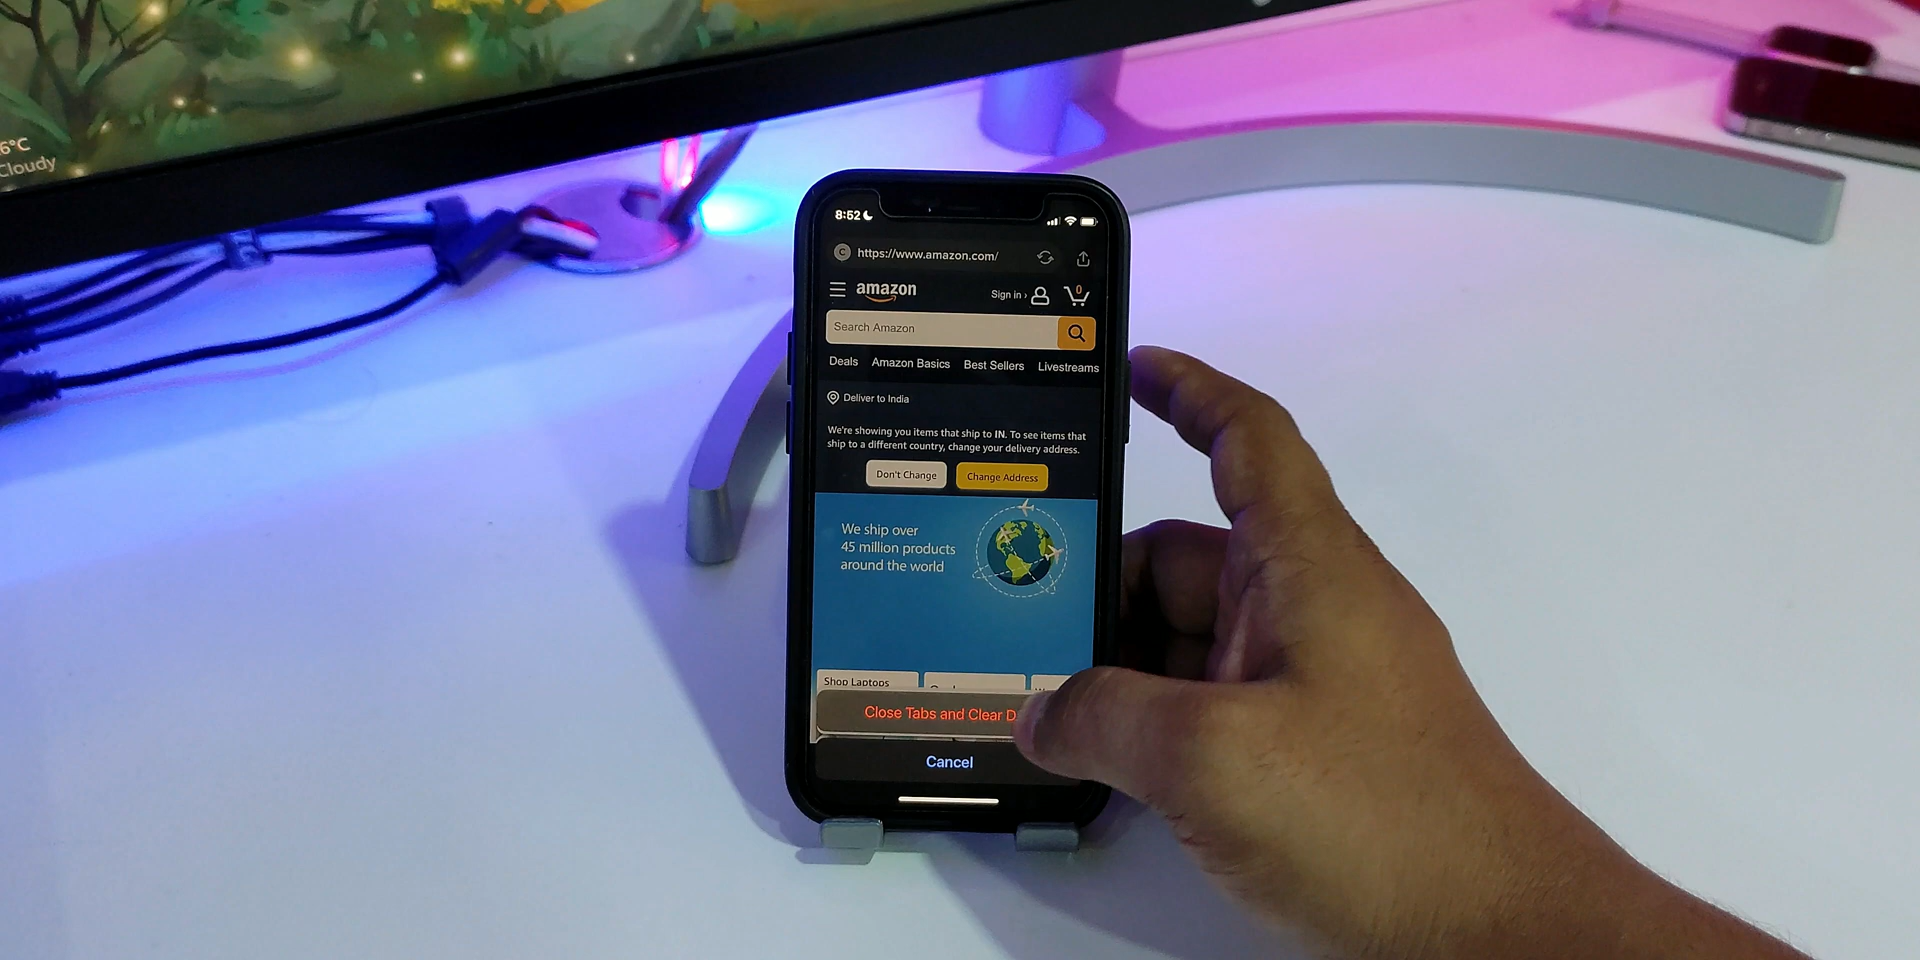 6°C
Cloudy
8:52
C https://www.amazon.com/
amazon
Sign in ›
0
Search Amazon
Deals Amazon Basics Best Sellers Livestreams
Deliver to India
We're showing you items that ship to IN. To see items that
ship to a different country, change your delivery address.
Don't Change Change Address
We ship over
45 million products
around the world
Shop Laptops
Close Tabs and Clear D
Cancel